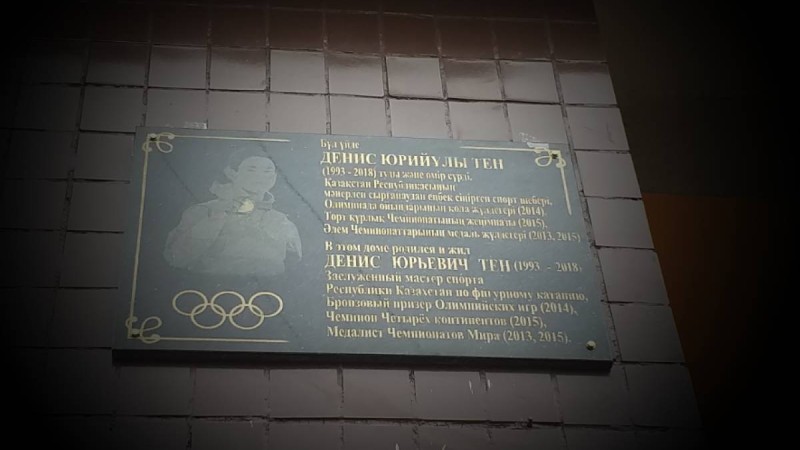 Бұл үйде
ДЕНИС ЮРИЙУЛЫ ТЕН
(1993 - 2018) туды және өмір сүрді.
Қазақстан Республикасының
мәнерлеп сырғанаудан еңбек сіңірген спорт шебері,
Олимпиада ойындарының қола жүлдегері (2014),
Төрт құрлық Чемпионатының жеңімпазы (2015),
Әлем Чемпионаттарының медаль жүлдегері (2013, 2015)
В этом доме родился и жил
ДЕНИС ЮРЬЕВИЧ ТЕН (1993 - 2018)
Заслуженный мастер спорта
Республики Казахстан по фигурному катанию,
Бронзовый призер Олимпийских игр (2014),
Чемпион Четырёх континентов (2015),
Медалист Чемпионатов Мира (2013, 2015).